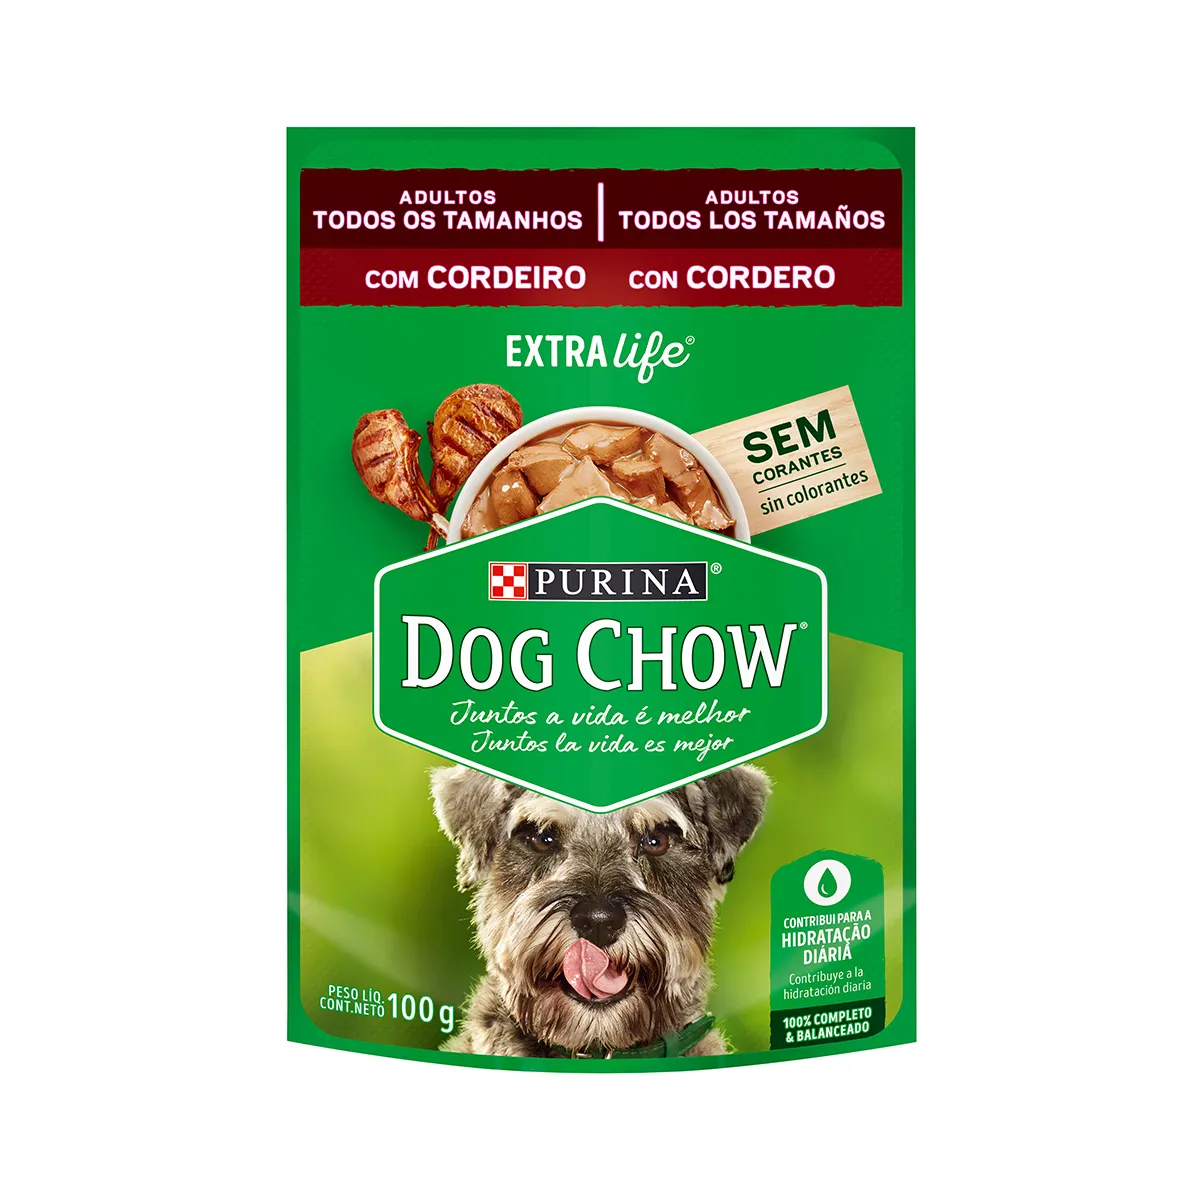 ADULTOS
TODOS OS TAMANHOS
ADULTOS
TODOS LOS TAMAÑOS
COM CORDEIRO
CON CORDERO
EXTRA life®
SEM
CORANTES
sin colorantes
PURINA®
DOG CHOW®
Juntos a vida é melhor
Juntos la vida es mejor
CONTRIBUI PARA A
HIDRATAÇÃO
DIÁRIA
Contribuye a la
hidratación diaria
100% COMPLETO
& BALANCEADO
PESO LÍQ.
CONT.NETO 100g